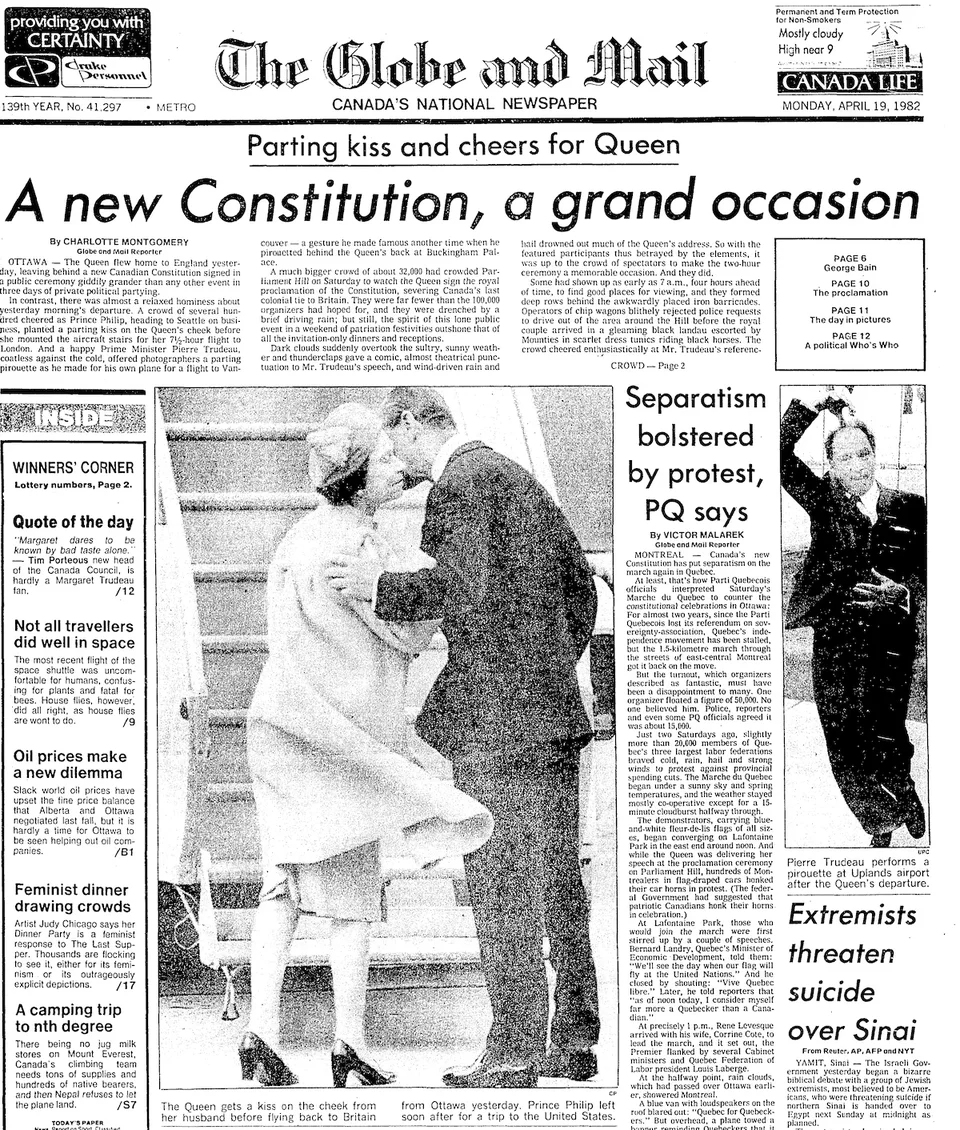 providing you with
CERTAINTY
Drake
Personnel
The Globe and Mail
CANADA'S NATIONAL NEWSPAPER
Permanent and Term Protection
for Non-Smokers
Mostly cloudy
High near 9
CANADA LIFE
139th YEAR, No. 41,297 • METRO
MONDAY, APRIL 19, 1982
Parting kiss and cheers for Queen
A new Constitution, a grand occasion
By CHARLOTTE MONTGOMERY
Globe and Mail Reporter
OTTAWA — The Queen flew home to England yester-
day, leaving behind a new Canadian Constitution signed in
a public ceremony giddily grander than any other event in
three days of private political partying.
In contrast, there was almost a relaxed hominess about
yesterday morning's departure. A crowd of several hun-
dred cheered as Prince Philip, heading to Seattle on busi-
ness, planted a parting kiss on the Queen's cheek before
she mounted the aircraft stairs for her 7½-hour flight to
London. And a happy Prime Minister Pierre Trudeau,
coatless against the cold, offered photographers a parting
pirouette as he made for his own plane for a flight to Van-
couver — a gesture he made famous another time when he
pirouetted behind the Queen's back at Buckingham Pal-
ace.
A much bigger crowd of about 32,000 had crowded Par-
liament Hill on Saturday to watch the Queen sign the royal
proclamation of the Constitution, severing Canada's last
colonial tie to Britain. They were far fewer than the 100,000
organizers had hoped for, and they were drenched by a
brief driving rain; but still, the spirit of this lone public
event in a weekend of patriation festivities outshone that of
all the invitation-only dinners and receptions.
Dark clouds suddenly overtook the sultry, sunny weath-
er and thunderclaps gave a comic, almost theatrical punc-
tuation to Mr. Trudeau's speech, and wind-driven rain and
hail drowned out much of the Queen's address. So with the
featured participants thus betrayed by the elements, it
was up to the crowd of spectators to make the two-hour
ceremony a memorable occasion. And they did.
Some had shown up as early as 7 a.m., four hours ahead
of time, to find good places for viewing, and they formed
deep rows behind the awkwardly placed iron barricades.
Operators of chip wagons blithely rejected police requests
to drive out of the area around the Hill before the royal
couple arrived in a gleaming black landau escorted by
Mounties in scarlet dress tunics riding black horses. The
crowd cheered enthusiastically at Mr. Trudeau's referenc-
CROWD — Page 2
PAGE 6
George Bain
PAGE 10
The proclamation
PAGE 11
The day in pictures
PAGE 12
A political Who's Who
INSIDE
WINNERS' CORNER
Lottery numbers, Page 2.
Quote of the day
"Margaret dares to be
known by bad taste alone."
— Tim Porteous new head
of the Canada Council, is
hardly a Margaret Trudeau
fan. /12
Not all travellers
did well in space
The most recent flight of the
space shuttle was uncom-
fortable for humans, confus-
ing for plants and fatal for
bees. House flies, however,
did all right, as house flies
are wont to do. /9
Oil prices make
a new dilemma
Slack world oil prices have
upset the fine price balance
that Alberta and Ottawa
negotiated last fall, but it is
hardly a time for Ottawa to
be seen helping out oil com-
panies. /B1
Feminist dinner
drawing crowds
Artist Judy Chicago says her
Dinner Party is a feminist
response to The Last Sup-
per. Thousands are flocking
to see it, either for its femi-
nism or its outrageously
explicit depictions. /17
A camping trip
to nth degree
There being no jug milk
stores on Mount Everest,
Canada's climbing team
needs tons of supplies and
hundreds of native bearers,
and then Nepal refuses to let
the plane land. /S7
TODAY'S PAPER
CP
The Queen gets a kiss on the cheek from
her husband before flying back to Britain
from Ottawa yesterday. Prince Philip left
soon after for a trip to the United States.
Separatism
bolstered
by protest,
PQ says
By VICTOR MALAREK
Globe and Mail Reporter
MONTREAL — Canada's new
Constitution has put separatism on the
march again in Quebec.
At least, that's how Parti Quebecois
officials interpreted Saturday's
Marche du Quebec to counter the
constitutional celebrations in Ottawa:
For almost two years, since the Parti
Quebecois lost its referendum on sov-
ereignty-association, Quebec's inde-
pendence movement has been stalled,
but the 1.5-kilometre march through
the streets of east-central Montreal
got it back on the move.
But the turnout, which organizers
described as fantastic, must have
been a disappointment to many. One
organizer floated a figure of 50,000. No
one believed him. Police, reporters
and even some PQ officials agreed it
was about 15,000.
Just two Saturdays ago, slightly
more than 20,000 members of Que-
bec's three largest labor federations
braved cold, rain, hail and strong
winds to protest against provincial
spending cuts. The Marche du Quebec
began under a sunny sky and spring
temperatures, and the weather stayed
mostly co-operative except for a 15-
minute cloudburst halfway through.
The demonstrators, carrying blue-
and-white fleur-de-lis flags of all siz-
es, began converging on Lafontaine
Park in the east end around noon. And
while the Queen was delivering her
speech at the proclamation ceremony
on Parliament Hill, hundreds of Mon-
trealers in flag-draped cars honked
their car horns in protest. (The feder-
al Government had suggested that
patriotic Canadians honk their horns
in celebration.)
At Lafontaine Park, those who
would join the march were first
stirred up by a couple of speeches.
Bernard Landry, Quebec's Minister of
Economic Development, told them:
"We'll see the day when our flag will
fly at the United Nations." And he
closed by shouting: "Vive Quebec
libre." Later, he told reporters that
"as of noon today, I consider myself
far more a Quebecker than a Cana-
dian."
At precisely 1 p.m., Rene Levesque
arrived with his wife, Corrine Cote, to
lead the march, and it set out, the
Premier flanked by several Cabinet
ministers and Quebec Federation of
Labor president Louis Laberge.
At the halfway point, rain clouds,
which had passed over Ottawa earli-
er, showered Montreal.
A blue van with loudspeakers on the
roof blared out: "Quebec for Quebeck-
ers." But overhead, a plane towed a
banner reminding Quebeckers that it
UPC
Pierre Trudeau performs a
pirouette at Uplands airport
after the Queen's departure.
Extremists
threaten
suicide
over Sinai
From Reuter, AP, AFP and NYT
YAMIT, Sinai — The Israeli Gov-
ernment yesterday began a bizarre
biblical debate with a group of Jewish
extremists, most believed to be Amer-
icans, who were threatening suicide if
northern Sinai is handed over to
Egypt next Sunday at midnight as
planned.